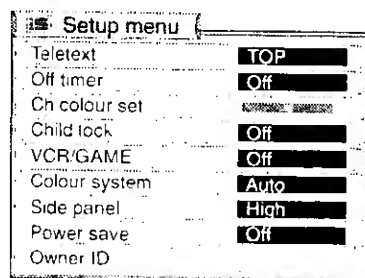 Setup menu
Teletext TOP
Off timer Off
Ch colour set
Child lock Off
VCR/GAME Off
Colour system Auto
Side panel High
Power save Off
Owner ID